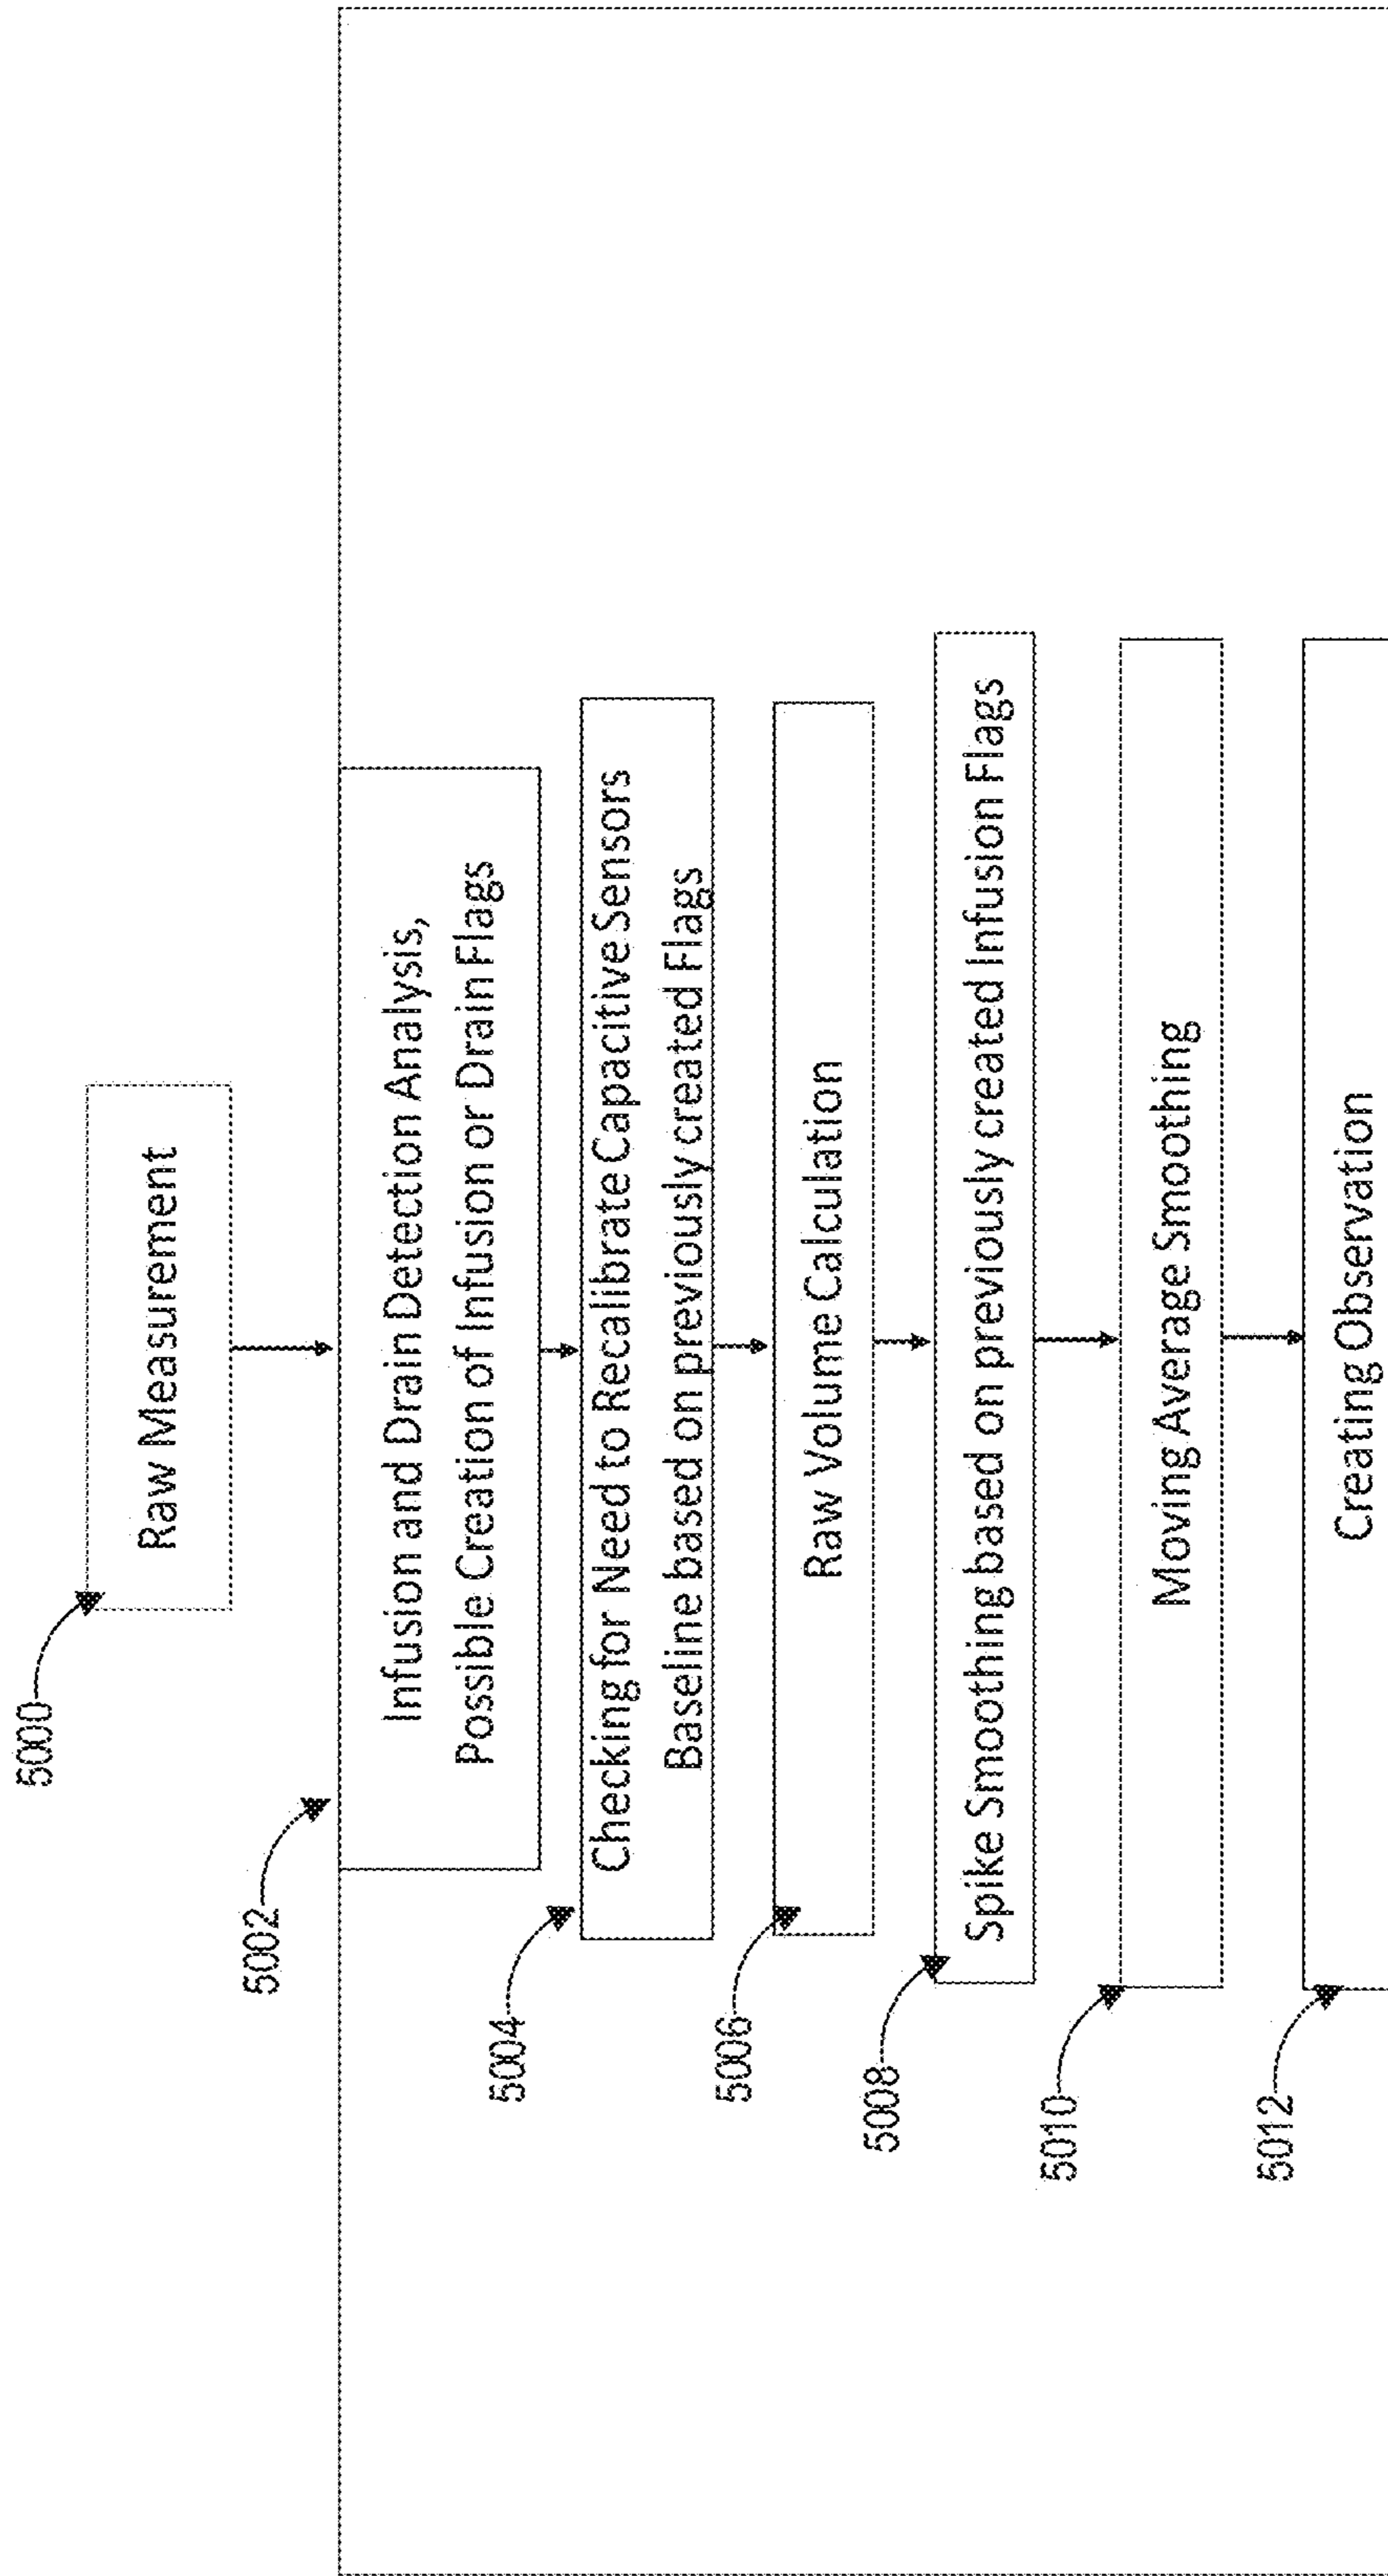 5000
Raw Measurement
5002
Infusion and Drain Detection Analysis,
Possible Creation of Infusion or Drain Flags
5004
Checking for Need to Recalibrate Capacitive Sensors
Baseline based on previously created Flags
5006
Raw Volume Calculation
5008
Spike Smoothing based on previously created Infusion Flags
5010
Moving Average Smoothing
5012
Creating Observation